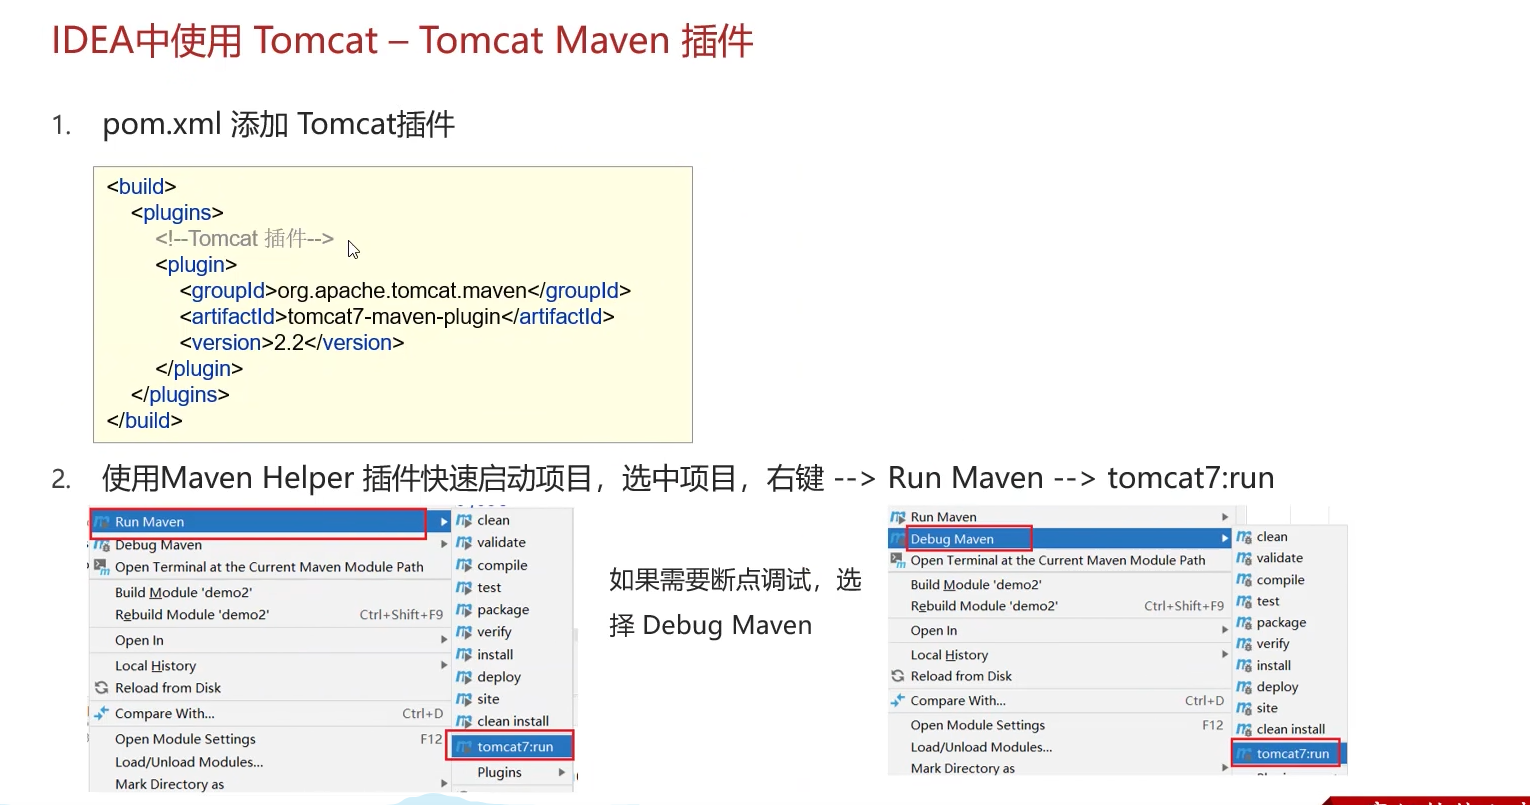 IDEA中使用 Tomcat – Tomcat Maven 插件
1. pom.xml 添加 Tomcat插件
<build>
<plugins>
<!--Tomcat 插件-->
<plugin>
<groupId>org.apache.tomcat.maven</groupId>
<artifactId>tomcat7-maven-plugin</artifactId>
<version>2.2</version>
</plugin>
</plugins>
</build>
2. 使用Maven Helper 插件快速启动项目，选中项目，右键 --> Run Maven --> tomcat7:run
Run Maven
Debug Maven
Open Terminal at the Current Maven Module Path
Build Module 'demo2'
Rebuild Module 'demo2' Ctrl+Shift+F9
Open In
Local History
Reload from Disk
Compare With... Ctrl+D
Open Module Settings F12
Load/Unload Modules...
Mark Directory as
clean
validate
compile
test
package
verify
install
deploy
site
clean install
tomcat7:run
Plugins
如果需要断点调试，选
择 Debug Maven
Run Maven
Debug Maven
Open Terminal at the Current Maven Module Path
Build Module 'demo2'
Rebuild Module 'demo2' Ctrl+Shift+F9
Open In
Local History
Reload from Disk
Compare With... Ctrl+D
Open Module Settings F12
Load/Unload Modules...
Mark Directory as
clean
validate
compile
test
package
verify
install
deploy
site
clean install
tomcat7:run